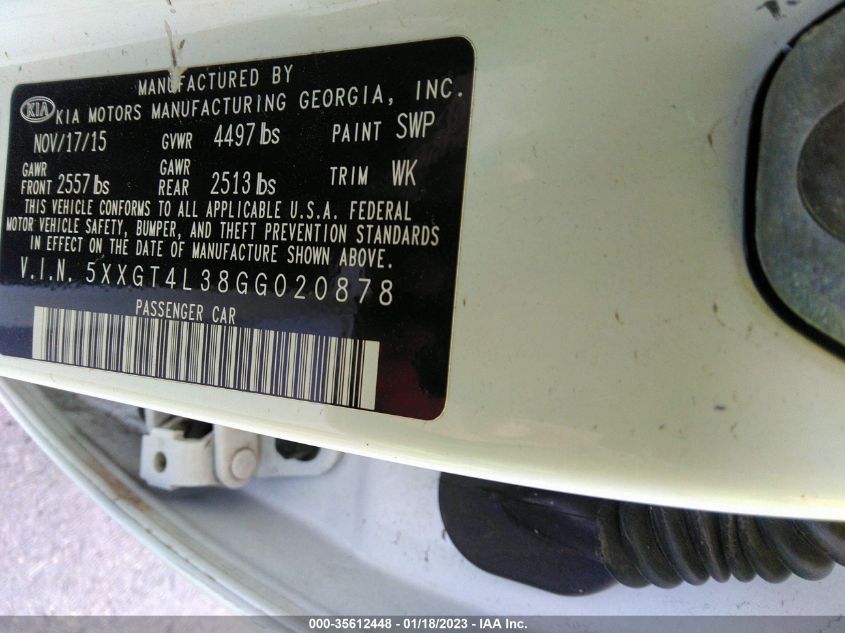 MANUFACTURED BY
KIA KIA MOTORS MANUFACTURING GEORGIA, INC.
NOV/17/15 GVWR 4497 lbs PAINT SWP
GAWR FRONT 2557 lbs GAWR REAR 2513 lbs TRIM WK
THIS VEHICLE CONFORMS TO ALL APPLICABLE U.S.A. FEDERAL
MOTOR VEHICLE SAFETY, BUMPER, AND THEFT PREVENTION STANDARDS
IN EFFECT ON THE DATE OF MANUFACTURE SHOWN ABOVE.
V.I.N. 5XXGT4L38GG020878
PASSENGER CAR
000-35612448 - 01/18/2023 - IAA Inc.